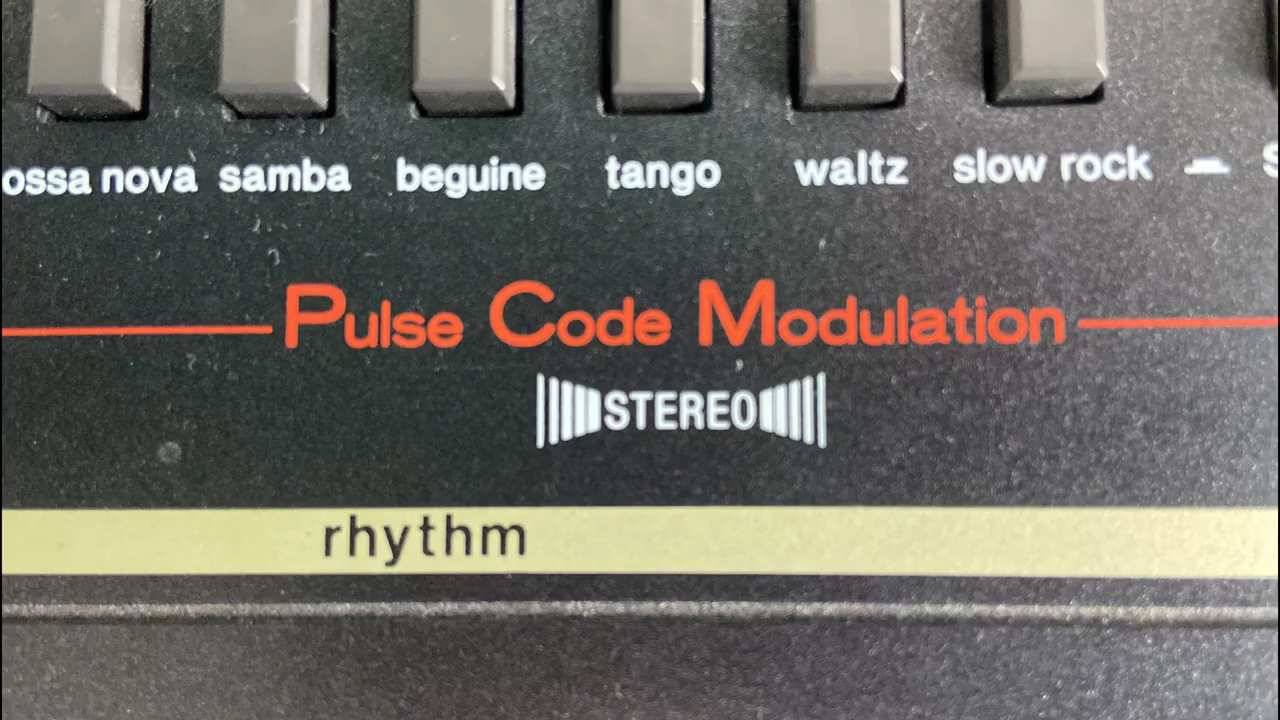 ossa nova samba beguine tango waltz slow rock
Pulse Code Modulation
STEREO
rhythm